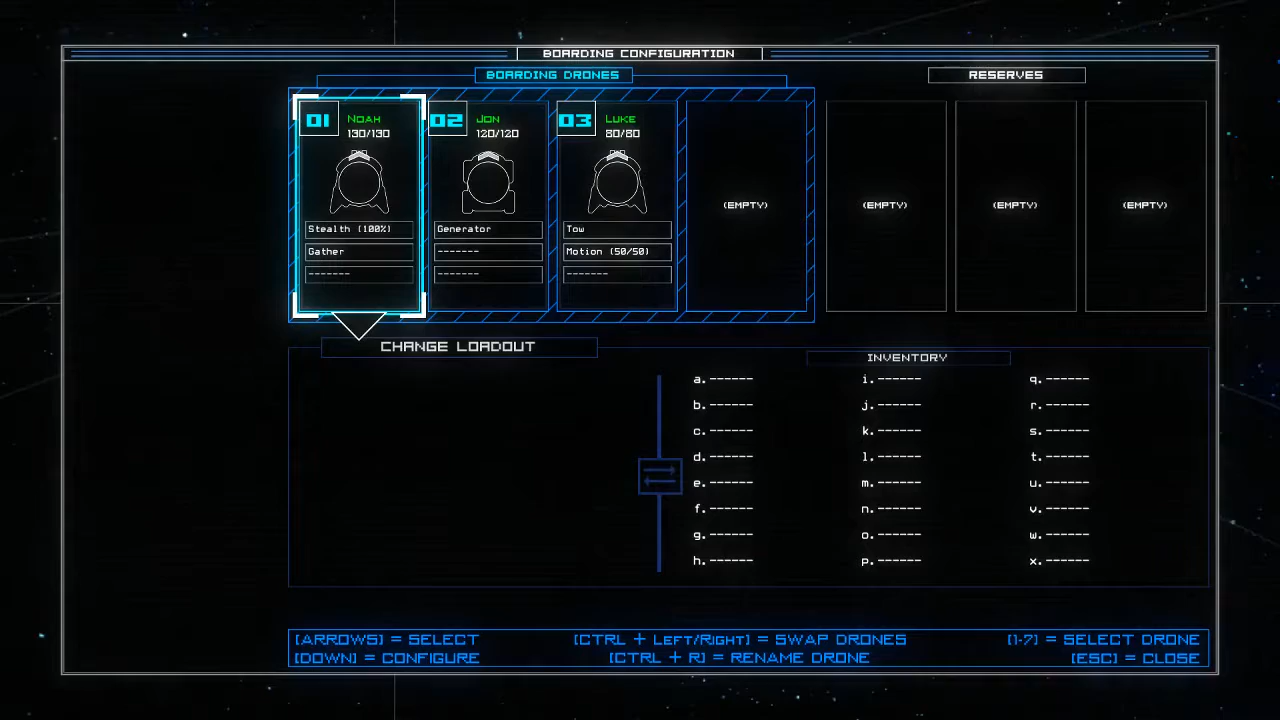 BOARDING CONFIGURATION
BOARDING DRONES
RESERVES
01 Noah 130/130
02 Jon 120/120
03 Luke 80/80
(EMPTY) (EMPTY) (EMPTY) (EMPTY)
Stealth (100%) Generator Tow
Gather ------- Motion (50/50)
------- ------- -------
CHANGE LOADOUT
INVENTORY
a.------ i.------ q.------
b.------ j.------ r.------
c.------ k.------ s.------
d.------ l.------ t.------
e.------ m.------ u.------
f.------ n.------ v.------
g.------ o.------ w.------
h.------ p.------ x.------
[ARROWS] = SELECT [CTRL + Left/Right] = SWAP DRONES [1-7] = SELECT DRONE
[DOWN] = CONFIGURE [CTRL + R] = RENAME DRONE [ESC] = CLOSE